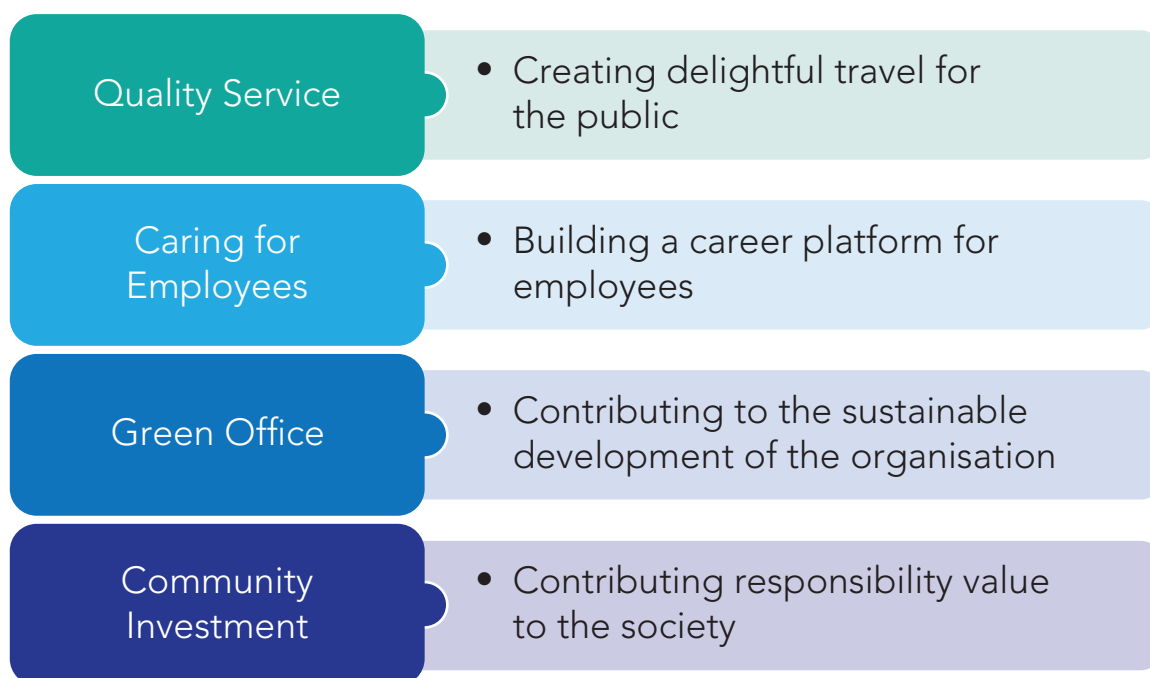 Quality Service
• Creating delightful travel for
the public
Caring for
Employees
• Building a career platform for
employees
Green Office
• Contributing to the sustainable
development of the organisation
Community
Investment
• Contributing responsibility value
to the society